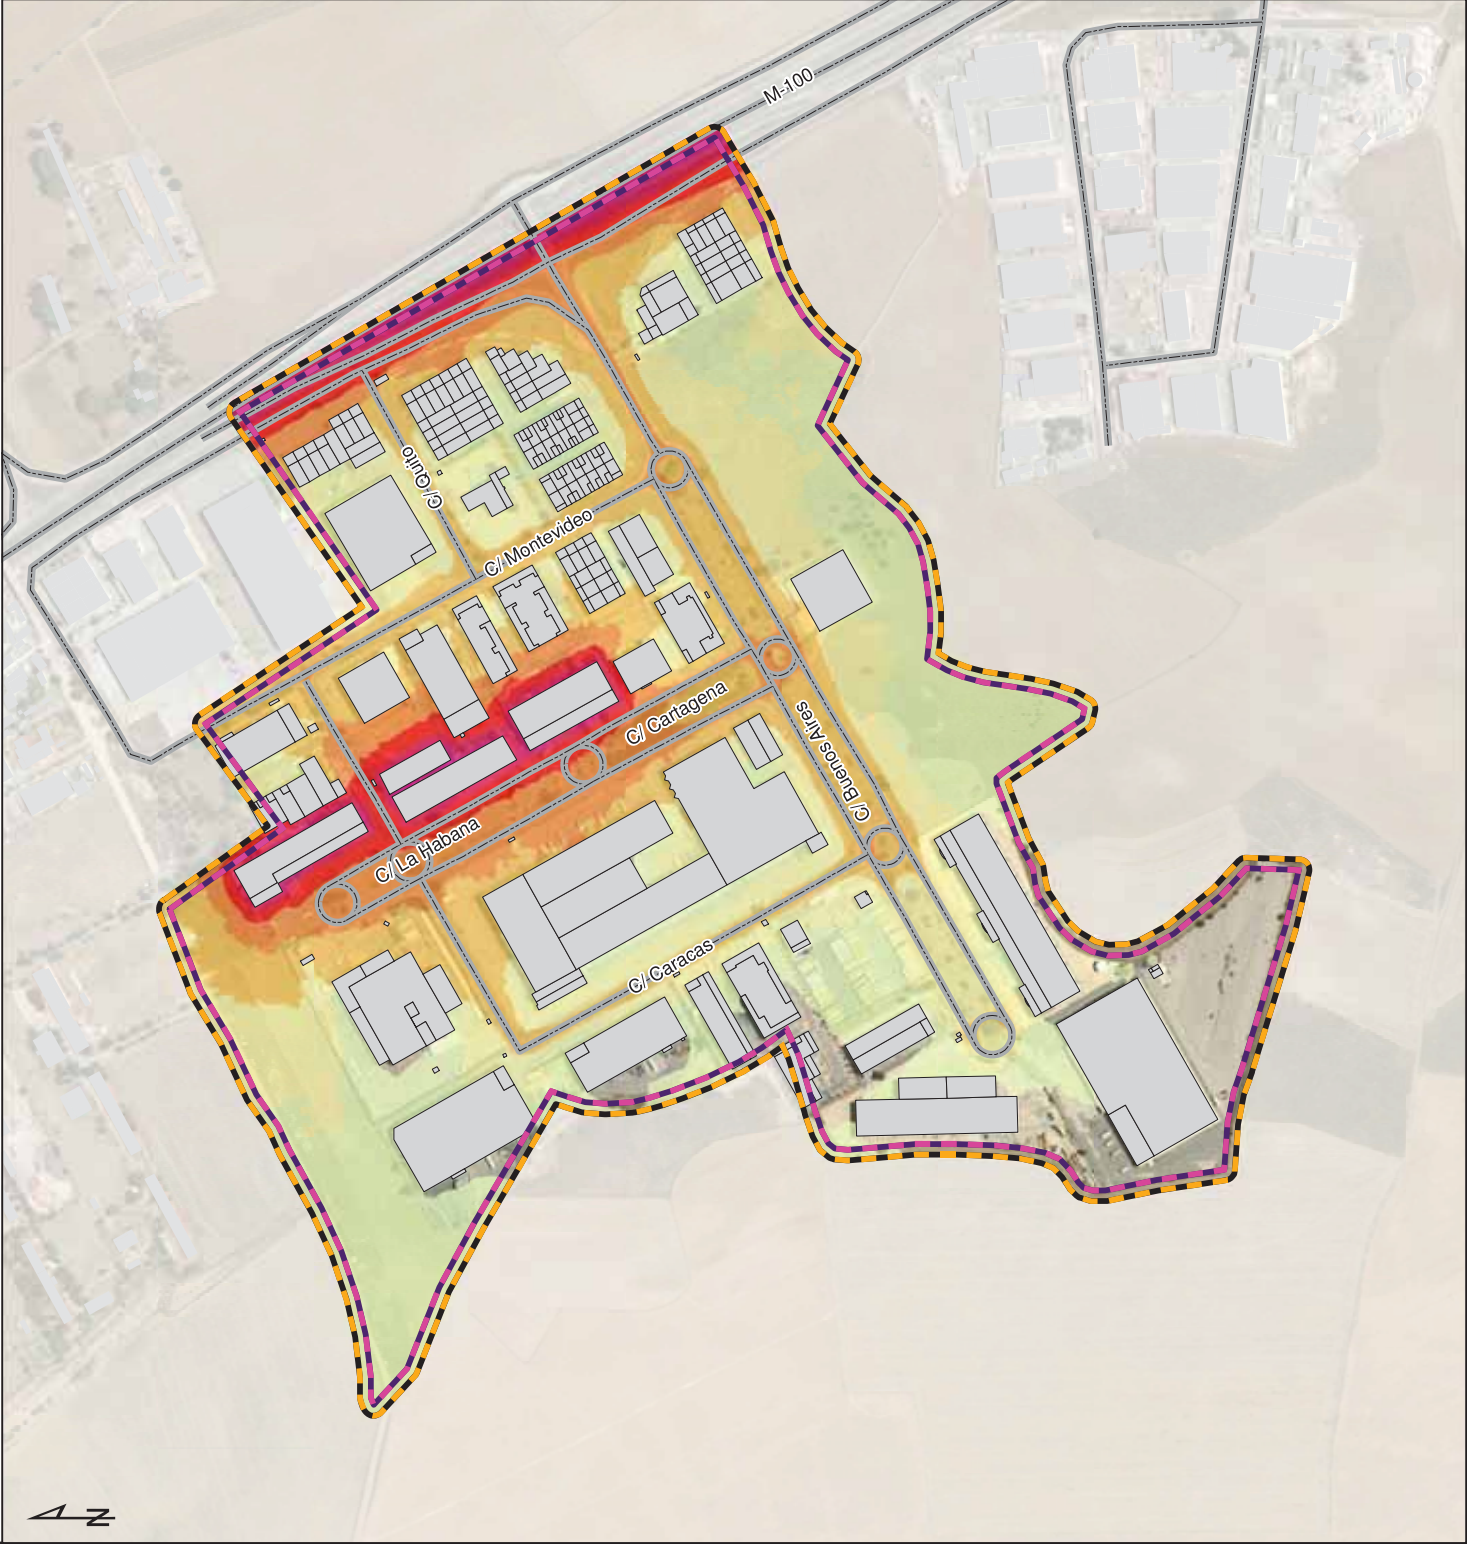 M-100
C/ Quito
C/ Montevideo
C/ Cartagena
C/ Buenos Aires
C/ La Habana
C/ Caracas
N